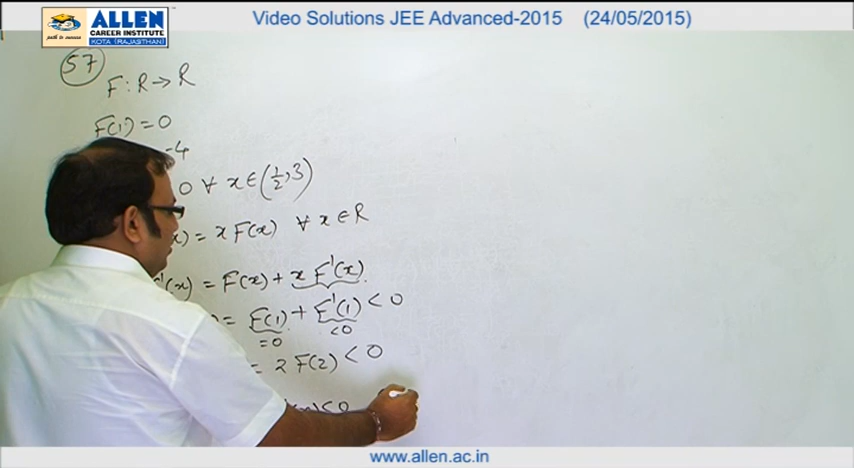 ALLEN
CAREER INSTITUTE
KOTA (RAJASTHAN)
path to success
Video Solutions JEE Advanced-2015 (24/05/2015)
57
F : R → R
F(1) = 0
-4
0 ∀ x ∈ (1/2, 3)
x) = x F(x) ∀ x ∈ R
'(x) = F(x) + x F'(x)
= F(1) + F'(1) < 0
= 0 < 0
= 2 F(2) < 0
< 0
www.allen.ac.in